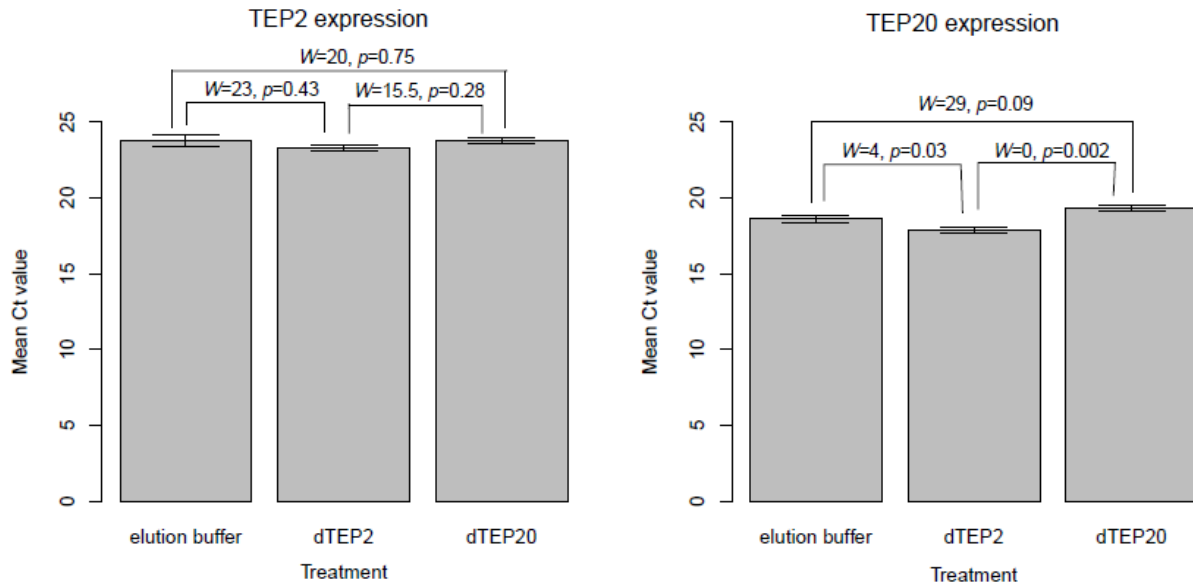 TEP2 expression
W=20, p=0.75
W=23, p=0.43
W=15.5, p=0.28
25
20
15
10
5
0
Mean Ct value
elution buffer
dTEP2
dTEP20
Treatment
TEP20 expression
W=29, p=0.09
W=4, p=0.03
W=0, p=0.002
25
20
15
10
5
0
Mean Ct value
elution buffer
dTEP2
dTEP20
Treatment